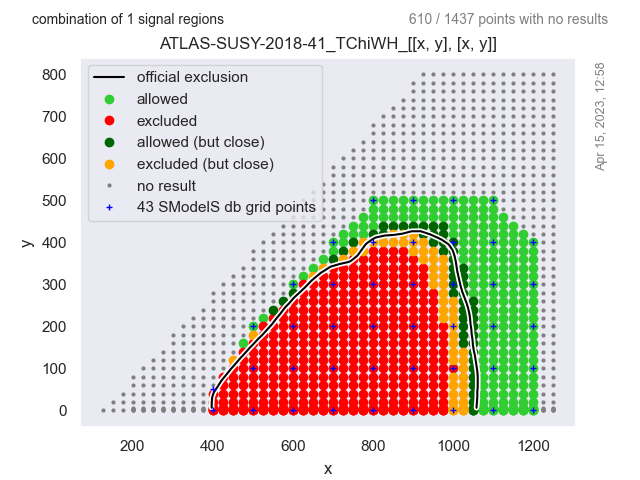 combination of 1 signal regions
610 / 1437 points with no results
ATLAS-SUSY-2018-41_TChiWH_[[x, y], [x, y]]
800
700
600
500
400
300
200
100
0
y
official exclusion
allowed
excluded
allowed (but close)
excluded (but close)
no result
43 SModelS db grid points
Apr 15, 2023, 12:58
200
400
600
800
1000
1200
x